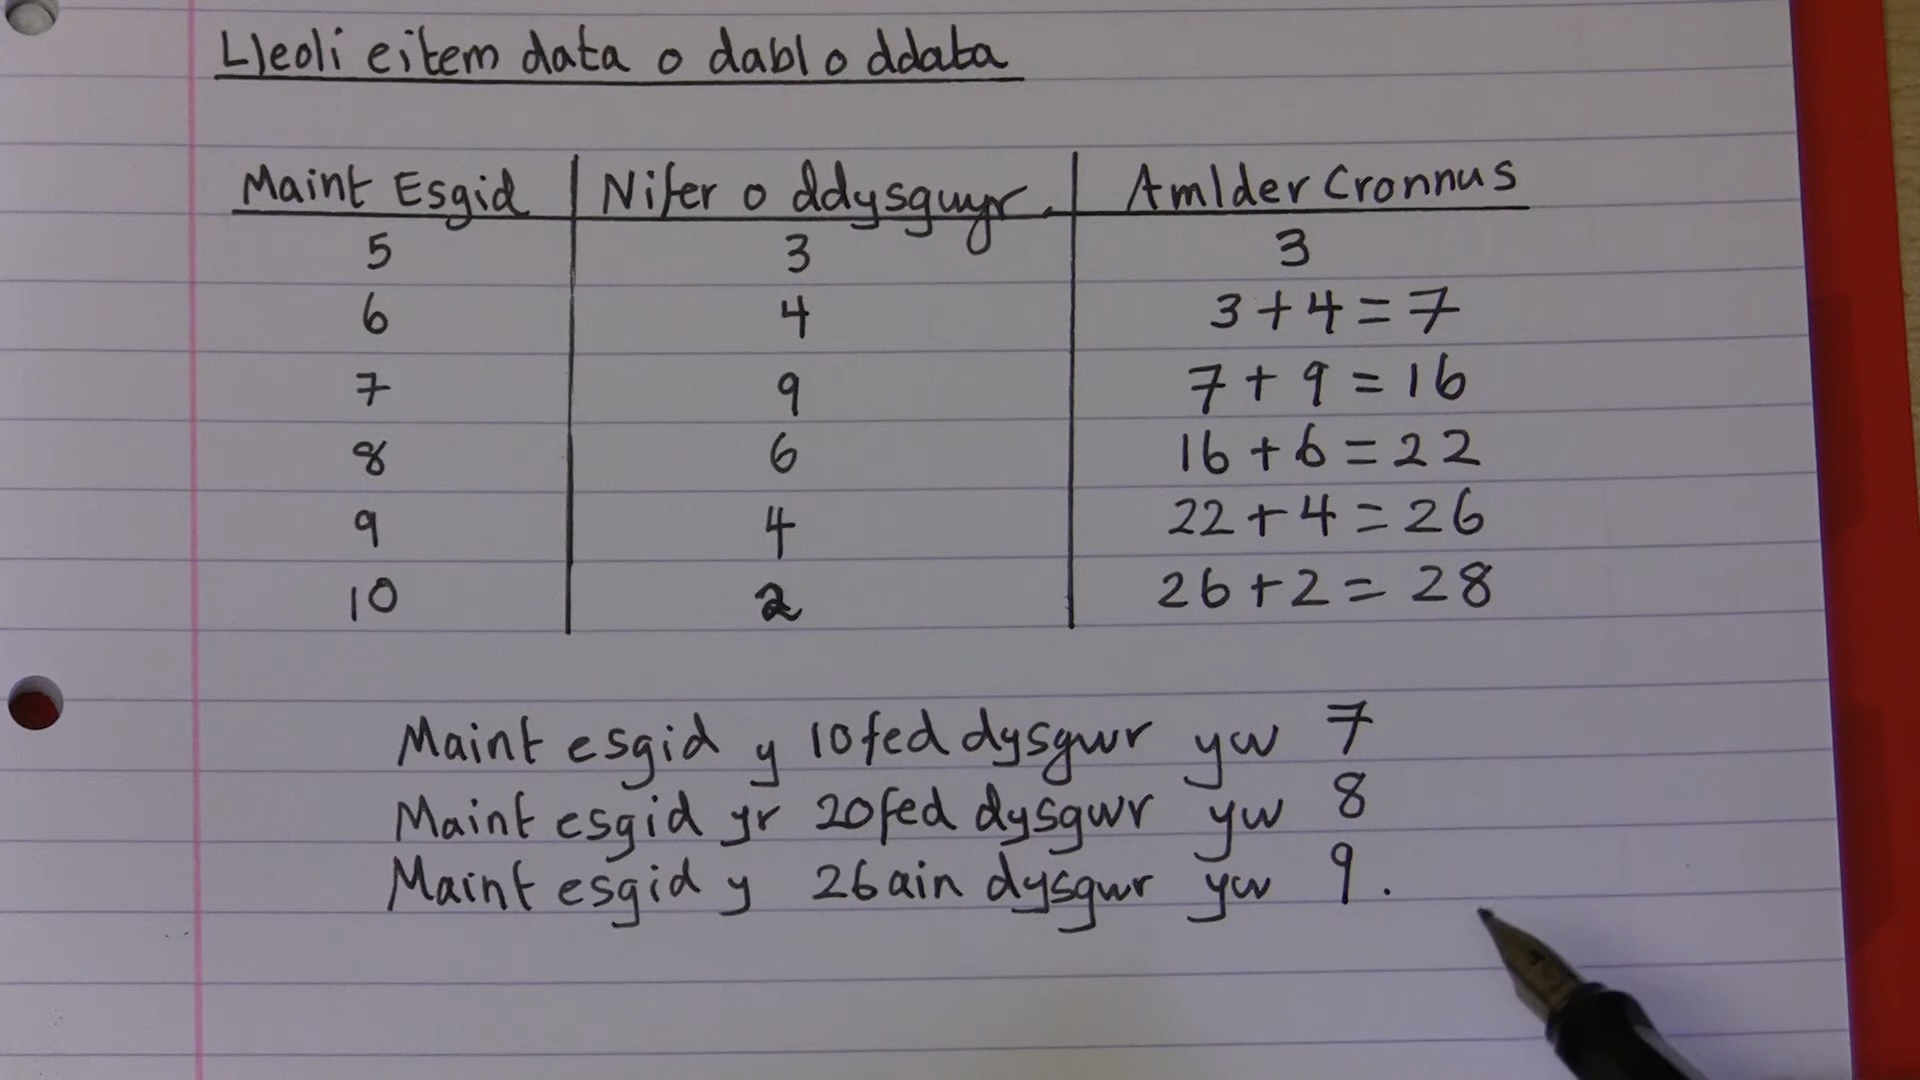 Lleoli eitem data o dabl o ddata
Maint Esgid Nifer o ddysgwyr Amlder Cronnus
5 3 3
6 4 3 + 4 = 7
7 9 7 + 9 = 16
8 6 16 + 6 = 22
9 4 22 + 4 = 26
10 2 26 + 2 = 28
Maint esgid y 10fed dysgwr yw 7
Maint esgid yr 20fed dysgwr yw 8
Maint esgid y 26ain dysgwr yw 9.